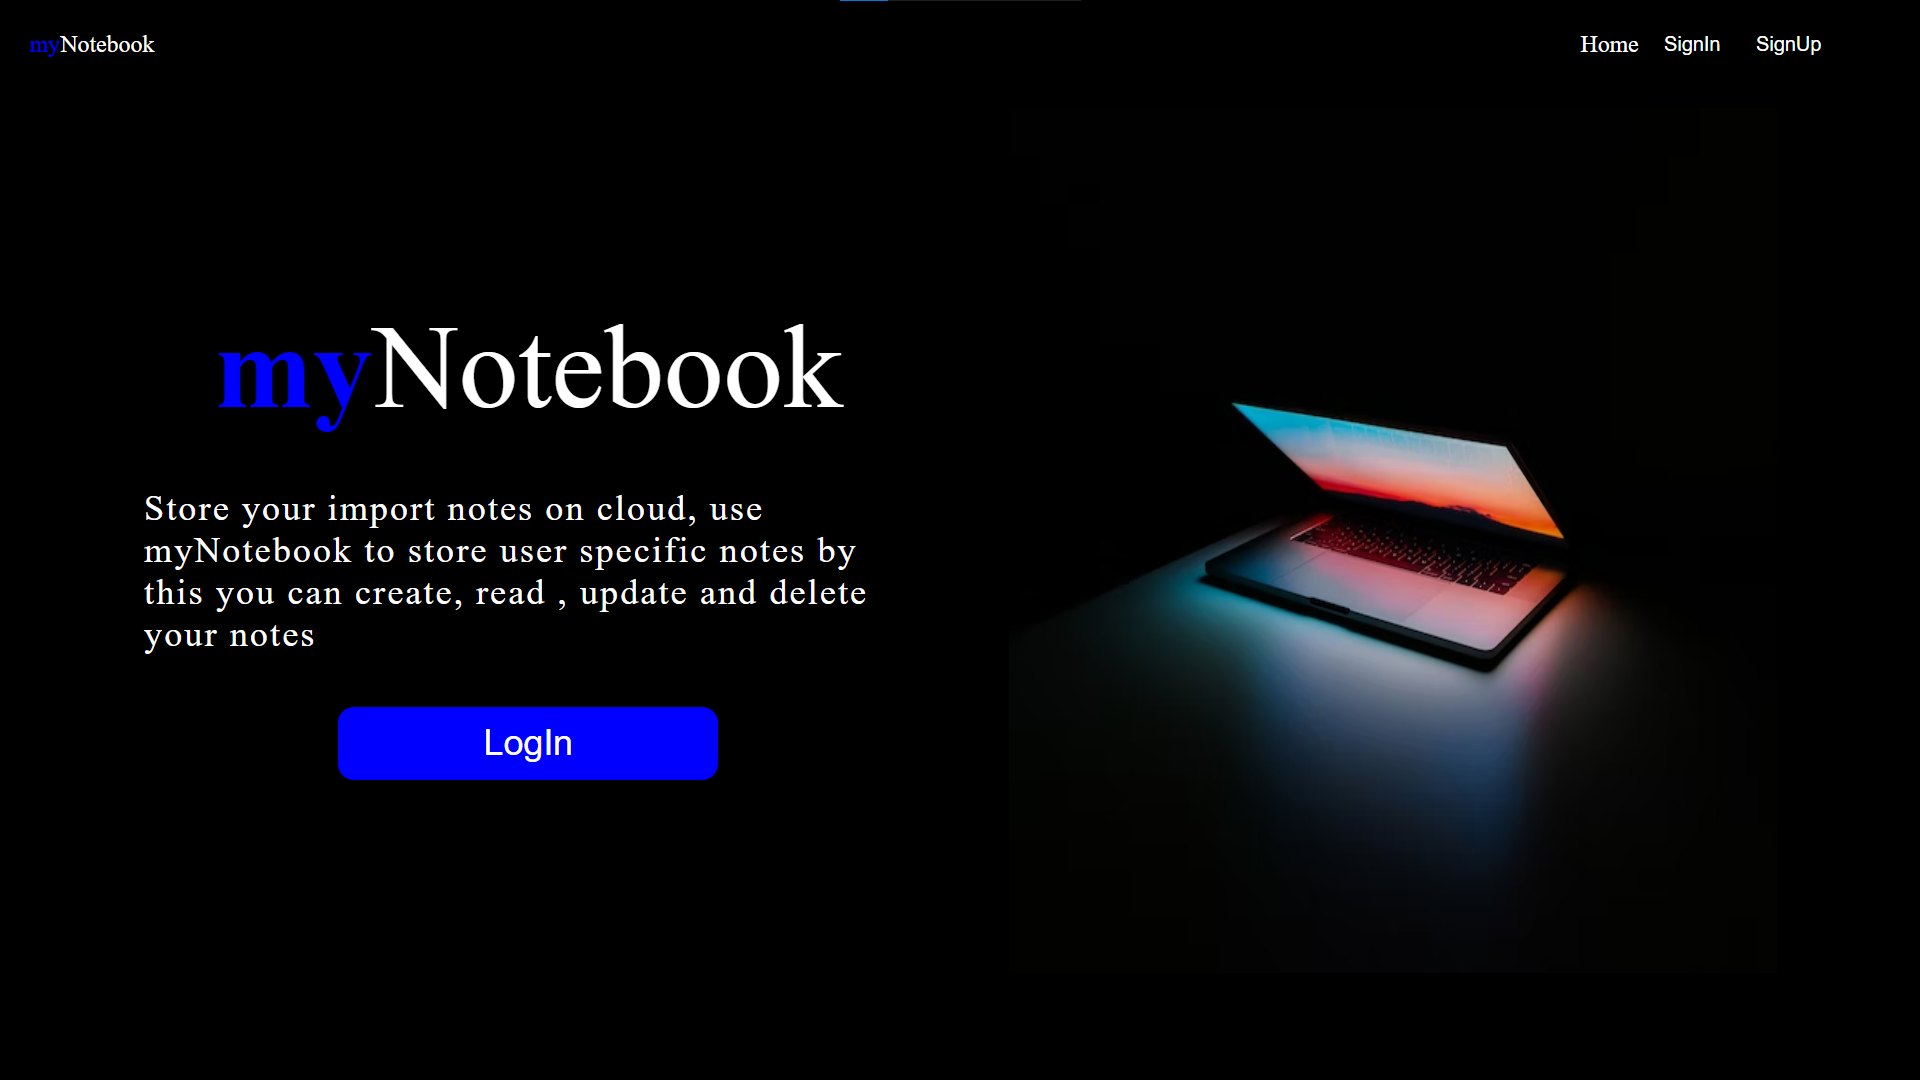 myNotebook
Home SignIn SignUp
myNotebook
Store your import notes on cloud, use
myNotebook to store user specific notes by
this you can create, read , update and delete
your notes
LogIn